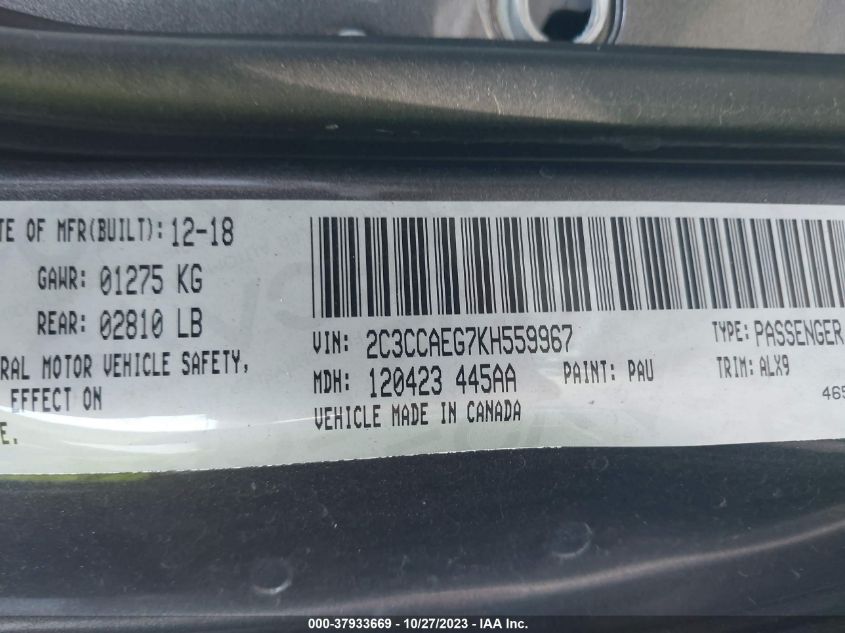 TE OF MFR(BUILT): 12-18
GAWR: 01275 KG
REAR: 02810 LB
RAL MOTOR VEHICLE SAFETY,
EFFECT ON
E.
VIN: 2C3CCAEG7KH559967
TYPE: PASSENGER
MDH: 120423 445AA
PAINT: PAU
TRIM: ALX9
VEHICLE MADE IN CANADA
465
000-37933669 - 10/27/2023 - IAA Inc.